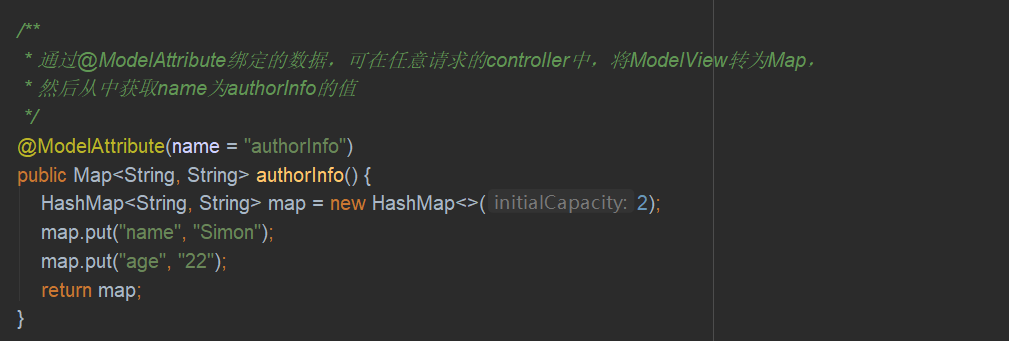 /**
 * 通过@ModelAttribute绑定的数据，可在任意请求的controller中，将ModelView转为Map，
 * 然后从中获取name为authorInfo的值
 */
@ModelAttribute(name = "authorInfo")
public Map<String, String> authorInfo() {
    HashMap<String, String> map = new HashMap<>( initialCapacity: 2);
    map.put("name", "Simon");
    map.put("age", "22");
    return map;
}